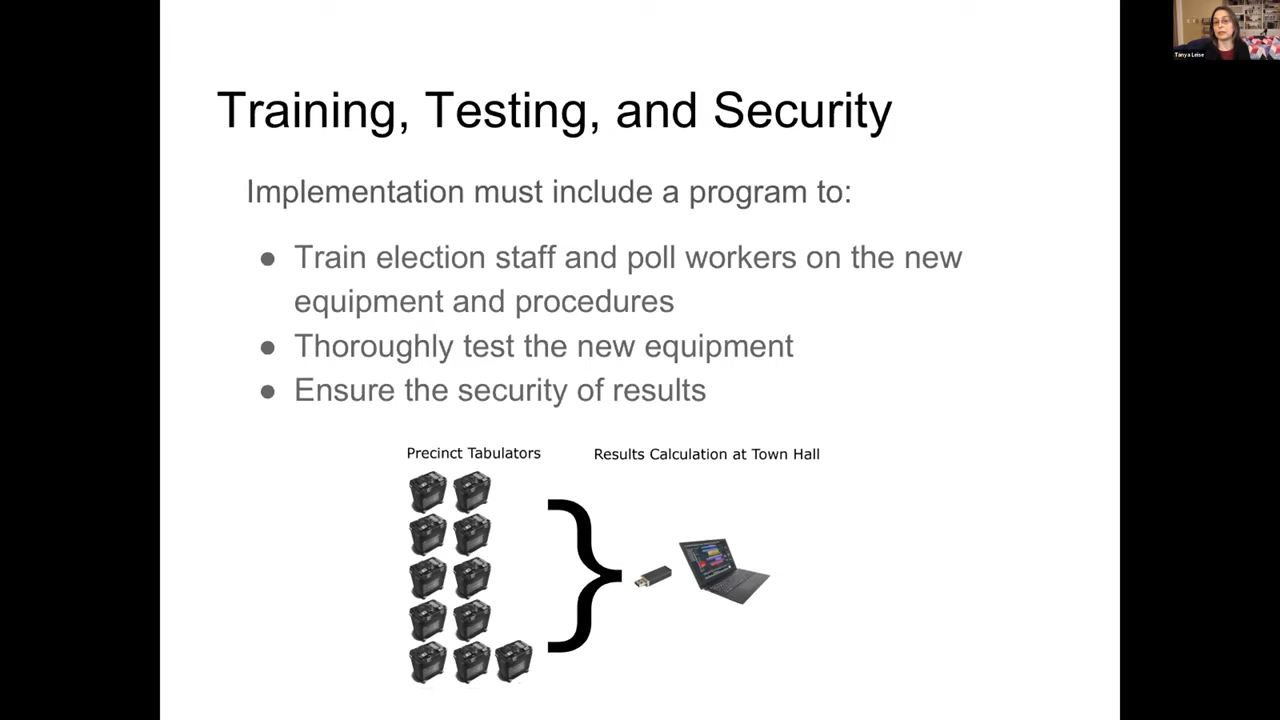 Training, Testing, and Security
Implementation must include a program to:
● Train election staff and poll workers on the new
equipment and procedures
● Thoroughly test the new equipment
● Ensure the security of results
Precinct Tabulators
Results Calculation at Town Hall
}
Tanya Leise